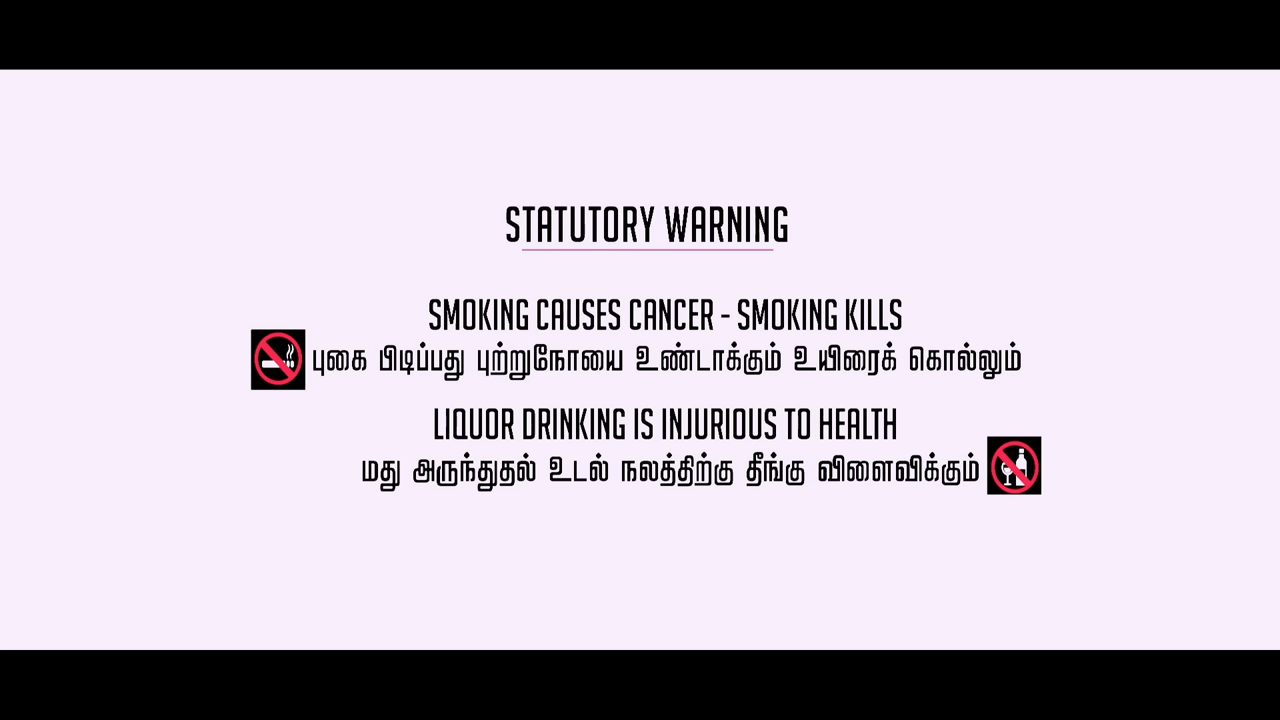 STATUTORY WARNING
SMOKING CAUSES CANCER - SMOKING KILLS
புகை பிடிப்பது புற்றுநோயை உண்டாக்கும் உயிரைக் கொல்லும்
LIQUOR DRINKING IS INJURIOUS TO HEALTH
மது அருந்துதல் உடல் நலத்திற்கு தீங்கு விளைவிக்கும்